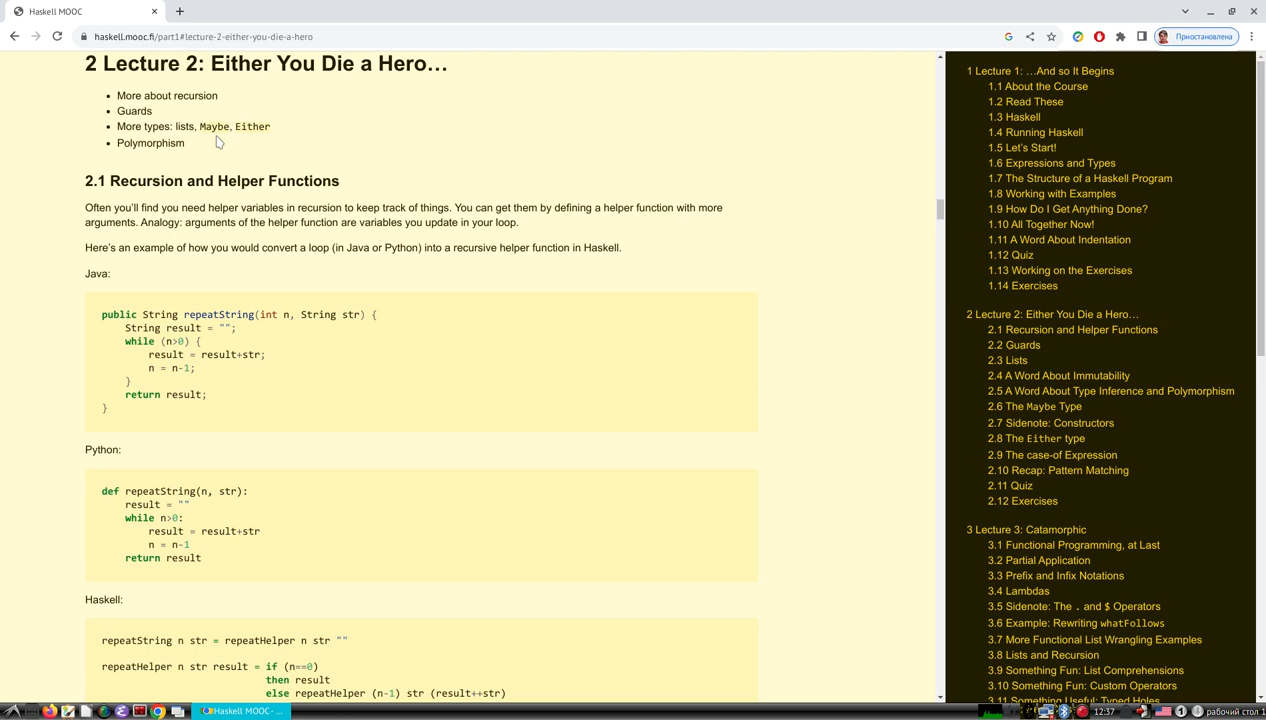 Haskell MOOC
haskell.mooc.fi/part1#lecture-2-either-you-die-a-hero
Приостановлена
2 Lecture 2: Either You Die a Hero…
• More about recursion
• Guards
• More types: lists, Maybe, Either
• Polymorphism
2.1 Recursion and Helper Functions
Often you'll find you need helper variables in recursion to keep track of things. You can get them by defining a helper function with more
arguments. Analogy: arguments of the helper function are variables you update in your loop.
Here's an example of how you would convert a loop (in Java or Python) into a recursive helper function in Haskell.
Java:
public String repeatString(int n, String str) {
    String result = "";
    while (n>0) {
        result = result+str;
        n = n-1;
    }
    return result;
}
Python:
def repeatString(n, str):
    result = ""
    while n>0:
        result = result+str
        n = n-1
    return result
Haskell:
repeatString n str = repeatHelper n str ""
repeatHelper n str result = if (n==0)
                            then result
                            else repeatHelper (n-1) str (result++str)
1 Lecture 1: …And so It Begins
1.1 About the Course
1.2 Read These
1.3 Haskell
1.4 Running Haskell
1.5 Let's Start!
1.6 Expressions and Types
1.7 The Structure of a Haskell Program
1.8 Working with Examples
1.9 How Do I Get Anything Done?
1.10 All Together Now!
1.11 A Word About Indentation
1.12 Quiz
1.13 Working on the Exercises
1.14 Exercises
2 Lecture 2: Either You Die a Hero…
2.1 Recursion and Helper Functions
2.2 Guards
2.3 Lists
2.4 A Word About Immutability
2.5 A Word About Type Inference and Polymorphism
2.6 The Maybe Type
2.7 Sidenote: Constructors
2.8 The Either type
2.9 The case-of Expression
2.10 Recap: Pattern Matching
2.11 Quiz
2.12 Exercises
3 Lecture 3: Catamorphic
3.1 Functional Programming, at Last
3.2 Partial Application
3.3 Prefix and Infix Notations
3.4 Lambdas
3.5 Sidenote: The . and $ Operators
3.6 Example: Rewriting whatFollows
3.7 More Functional List Wrangling Examples
3.8 Lists and Recursion
3.9 Something Fun: List Comprehensions
3.10 Something Fun: Custom Operators
3.11 Something Useful: Typed Holes
Haskell MOOC - ...
12:37
рабочий стол 1